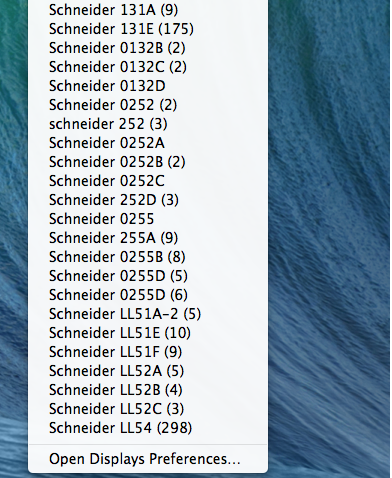 Schneider 131A (9)
Schneider 131E (175)
Schneider 0132B (2)
Schneider 0132C (2)
Schneider 0132D
Schneider 0252 (2)
schneider 252 (3)
Schneider 0252A
Schneider 0252B (2)
Schneider 0252C
Schneider 252D (3)
Schneider 0255
Schneider 255A (9)
Schneider 0255B (8)
Schneider 0255D (5)
Schneider 0255D (6)
Schneider LL51A-2 (5)
Schneider LL51E (10)
Schneider LL51F (9)
Schneider LL52A (5)
Schneider LL52B (4)
Schneider LL52C (3)
Schneider LL54 (298)
Open Displays Preferences…